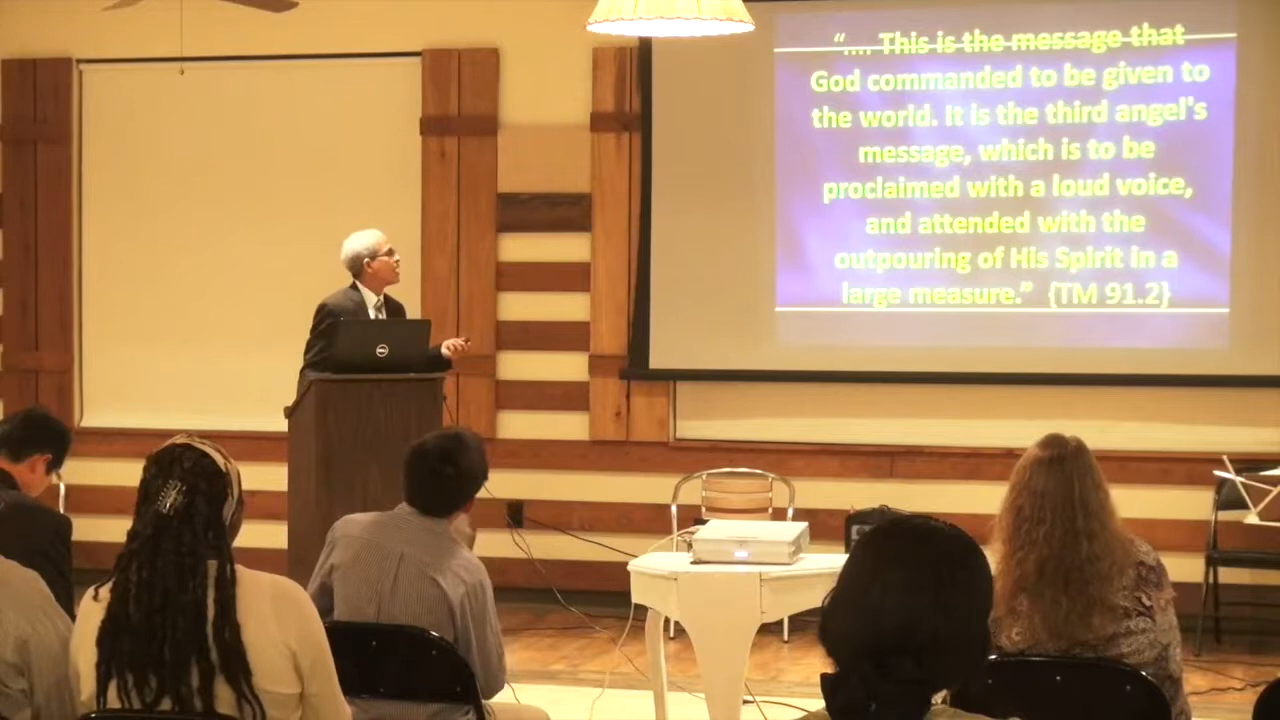 “.... This is the message that
God commanded to be given to
the world. It is the third angel's
message, which is to be
proclaimed with a loud voice,
and attended with the
outpouring of His Spirit in a
large measure.” {TM 91.2}
DELL